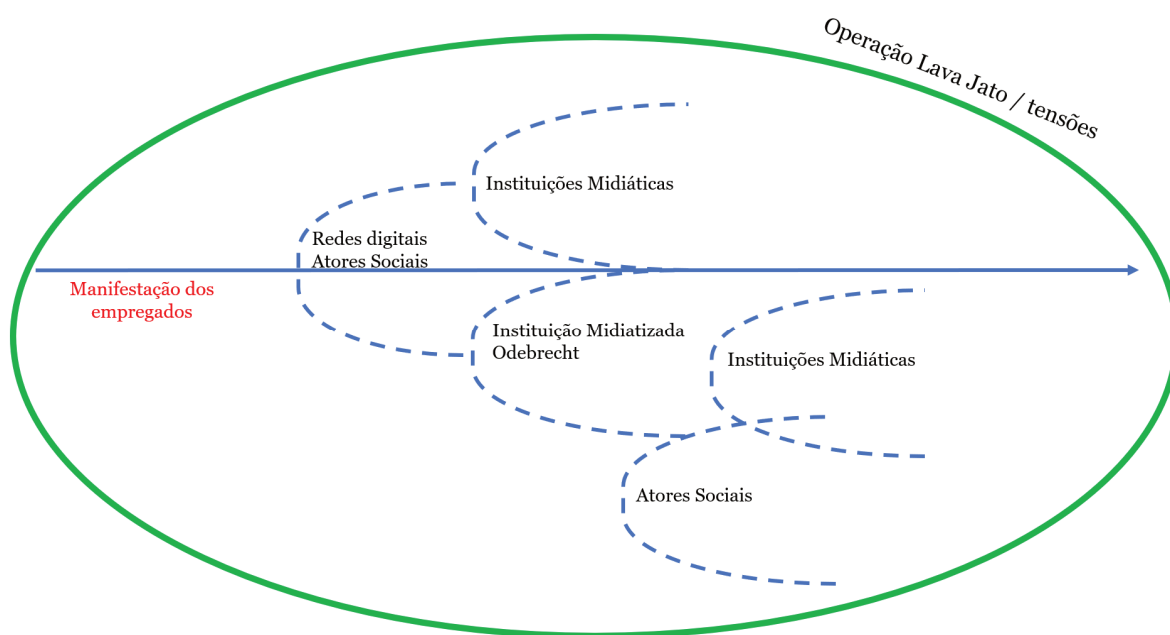 Operação Lava Jato / tensões
Instituições Midiáticas
Redes digitais
Atores Sociais
Manifestação dos
empregados
Instituição Midiatizada
Odebrecht
Instituições Midiáticas
Atores Sociais